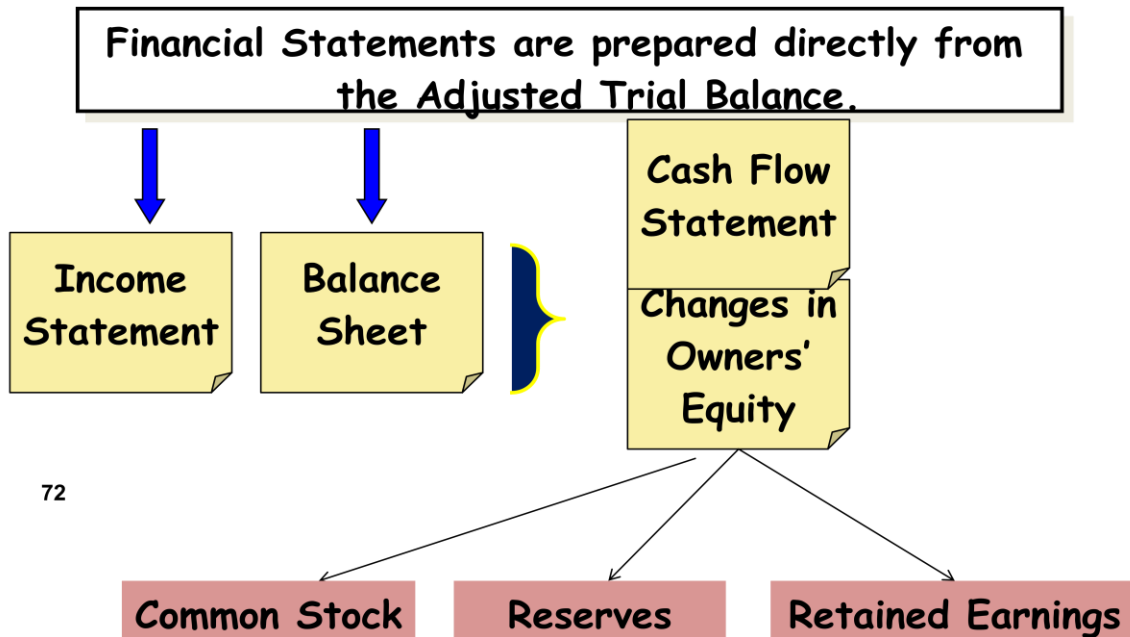 Financial Statements are prepared directly from
the Adjusted Trial Balance.
Cash Flow
Statement
Income
Statement
Balance
Sheet
Changes in
Owners'
Equity
72
Common Stock
Reserves
Retained Earnings